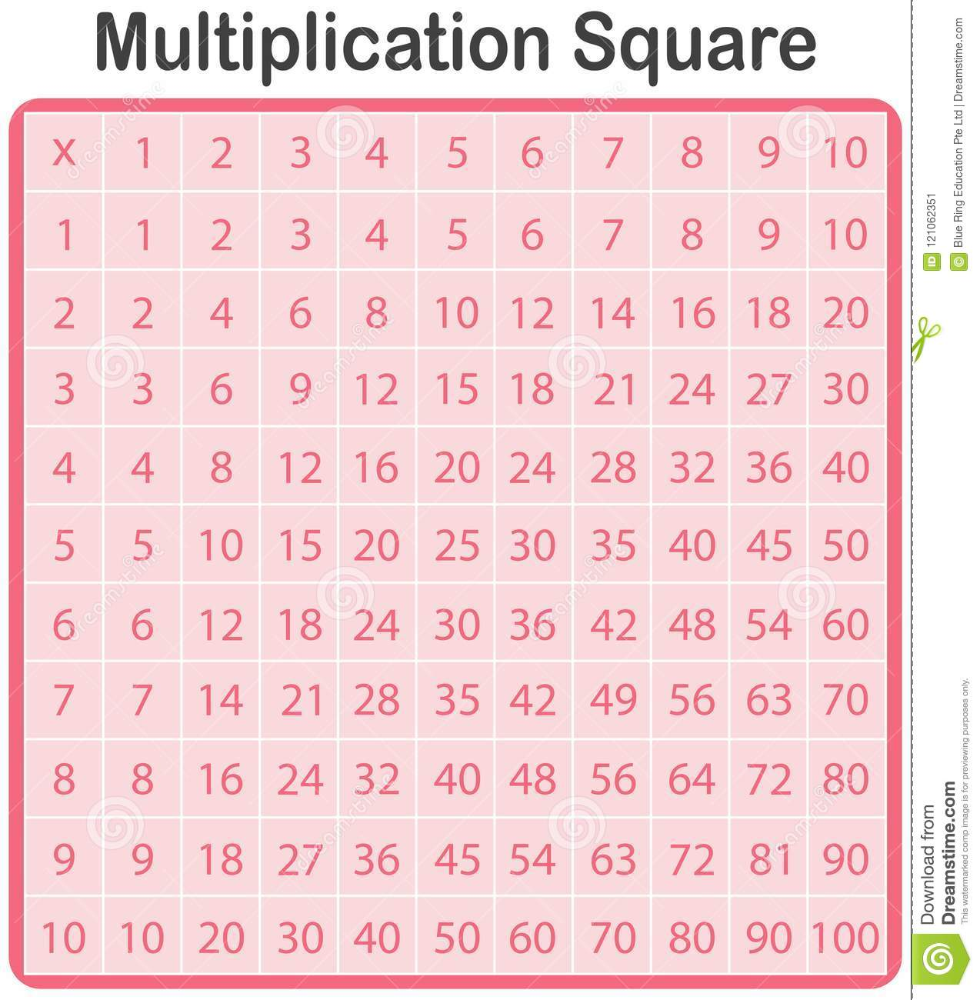 Multiplication Square
x 1 2 3 4 5 6 7 8 9 10
1 1 2 3 4 5 6 7 8 9 10
2 2 4 6 8 10 12 14 16 18 20
3 3 6 9 12 15 18 21 24 27 30
4 4 8 12 16 20 24 28 32 36 40
5 5 10 15 20 25 30 35 40 45 50
6 6 12 18 24 30 36 42 48 54 60
7 7 14 21 28 35 42 49 56 63 70
8 8 16 24 32 40 48 56 64 72 80
9 9 18 27 36 45 54 63 72 81 90
10 10 20 30 40 50 60 70 80 90 100
ID 121062351
© Blue Ring Education Pte Ltd | Dreamstime.com
Download from
Dreamstime.com
This watermarked comp image is for previewing purposes only.